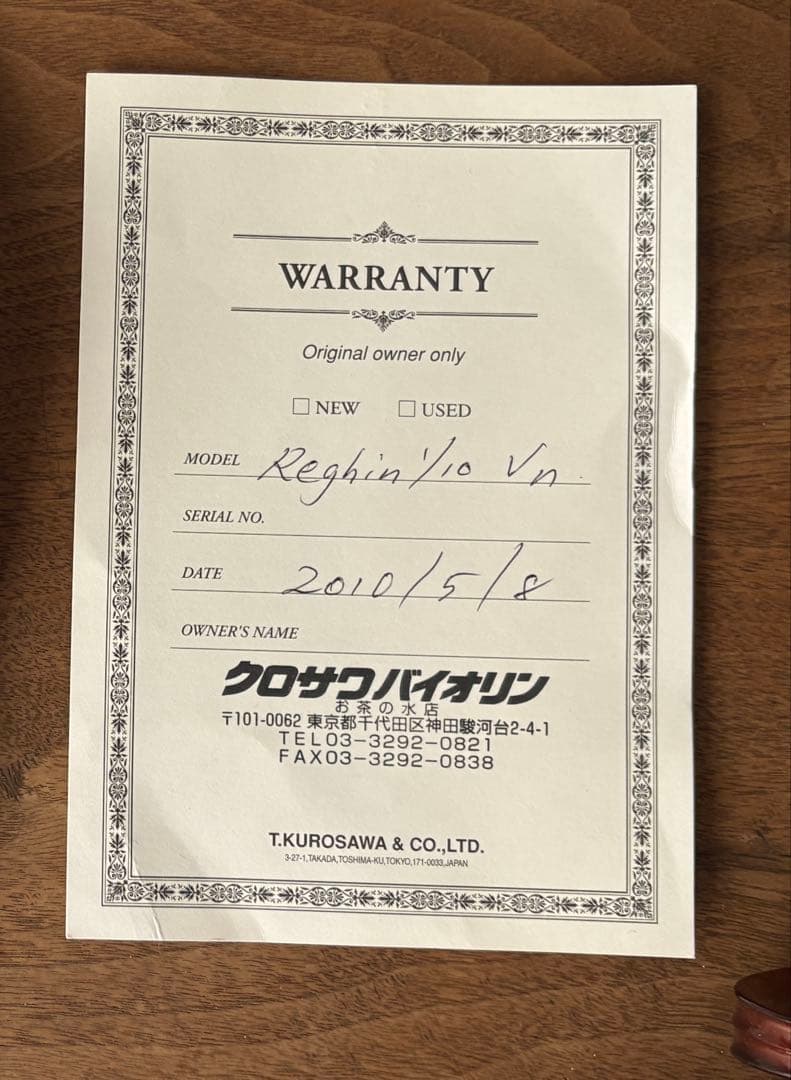 WARRANTY
Original owner only
☐ NEW ☐ USED
MODEL Reghin 1/10 Vn.
SERIAL NO.
DATE 2010/5/8
OWNER'S NAME
クロサワバイオリン
お茶の水店
〒101-0062 東京都千代田区神田駿河台2-4-1
TEL03-3292-0821
FAX03-3292-0838
T.KUROSAWA & CO.,LTD.
3-27-1,TAKADA,TOSHIMA-KU,TOKYO,171-0033,JAPAN